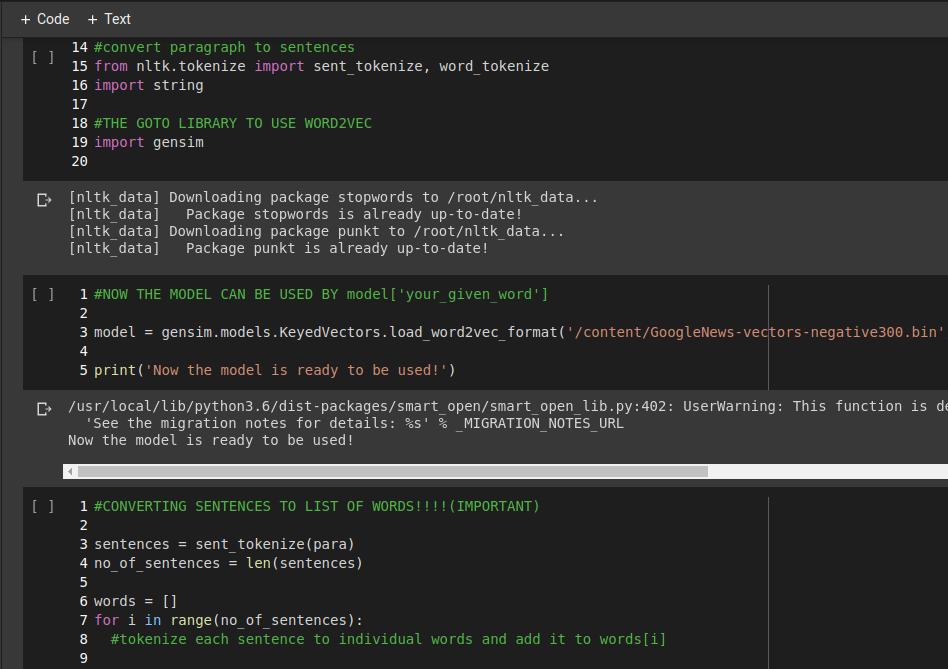 + Code + Text
[ ]
14 #convert paragraph to sentences
15 from nltk.tokenize import sent_tokenize, word_tokenize
16 import string
17
18 #THE GOTO LIBRARY TO USE WORD2VEC
19 import gensim
20
[nltk_data] Downloading package stopwords to /root/nltk_data...
[nltk_data]   Package stopwords is already up-to-date!
[nltk_data] Downloading package punkt to /root/nltk_data...
[nltk_data]   Package punkt is already up-to-date!
[ ] 1 #NOW THE MODEL CAN BE USED BY model['your_given_word']
2
3 model = gensim.models.KeyedVectors.load_word2vec_format('/content/GoogleNews-vectors-negative300.bin'
4
5 print('Now the model is ready to be used!')
/usr/local/lib/python3.6/dist-packages/smart_open/smart_open_lib.py:402: UserWarning: This function is de
  'See the migration notes for details: %s' % _MIGRATION_NOTES_URL
Now the model is ready to be used!
[ ] 1 #CONVERTING SENTENCES TO LIST OF WORDS!!!!(IMPORTANT)
2
3 sentences = sent_tokenize(para)
4 no_of_sentences = len(sentences)
5
6 words = []
7 for i in range(no_of_sentences):
8   #tokenize each sentence to individual words and add it to words[i]
9